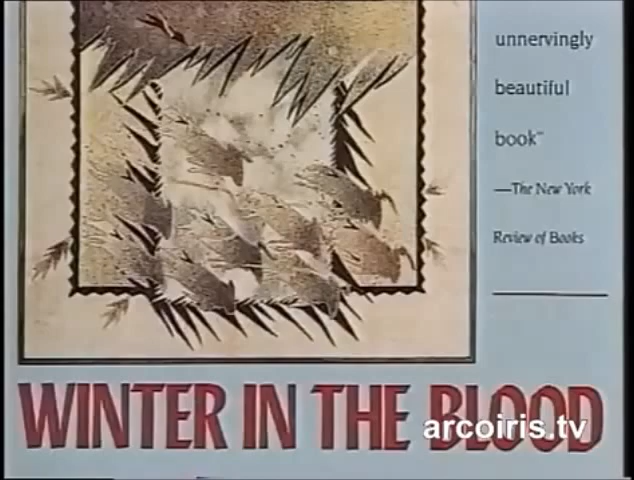 unnervingly
beautiful
book"
—The New York
Review of Books
WINTER IN THE BLOOD
arcoiris.tv